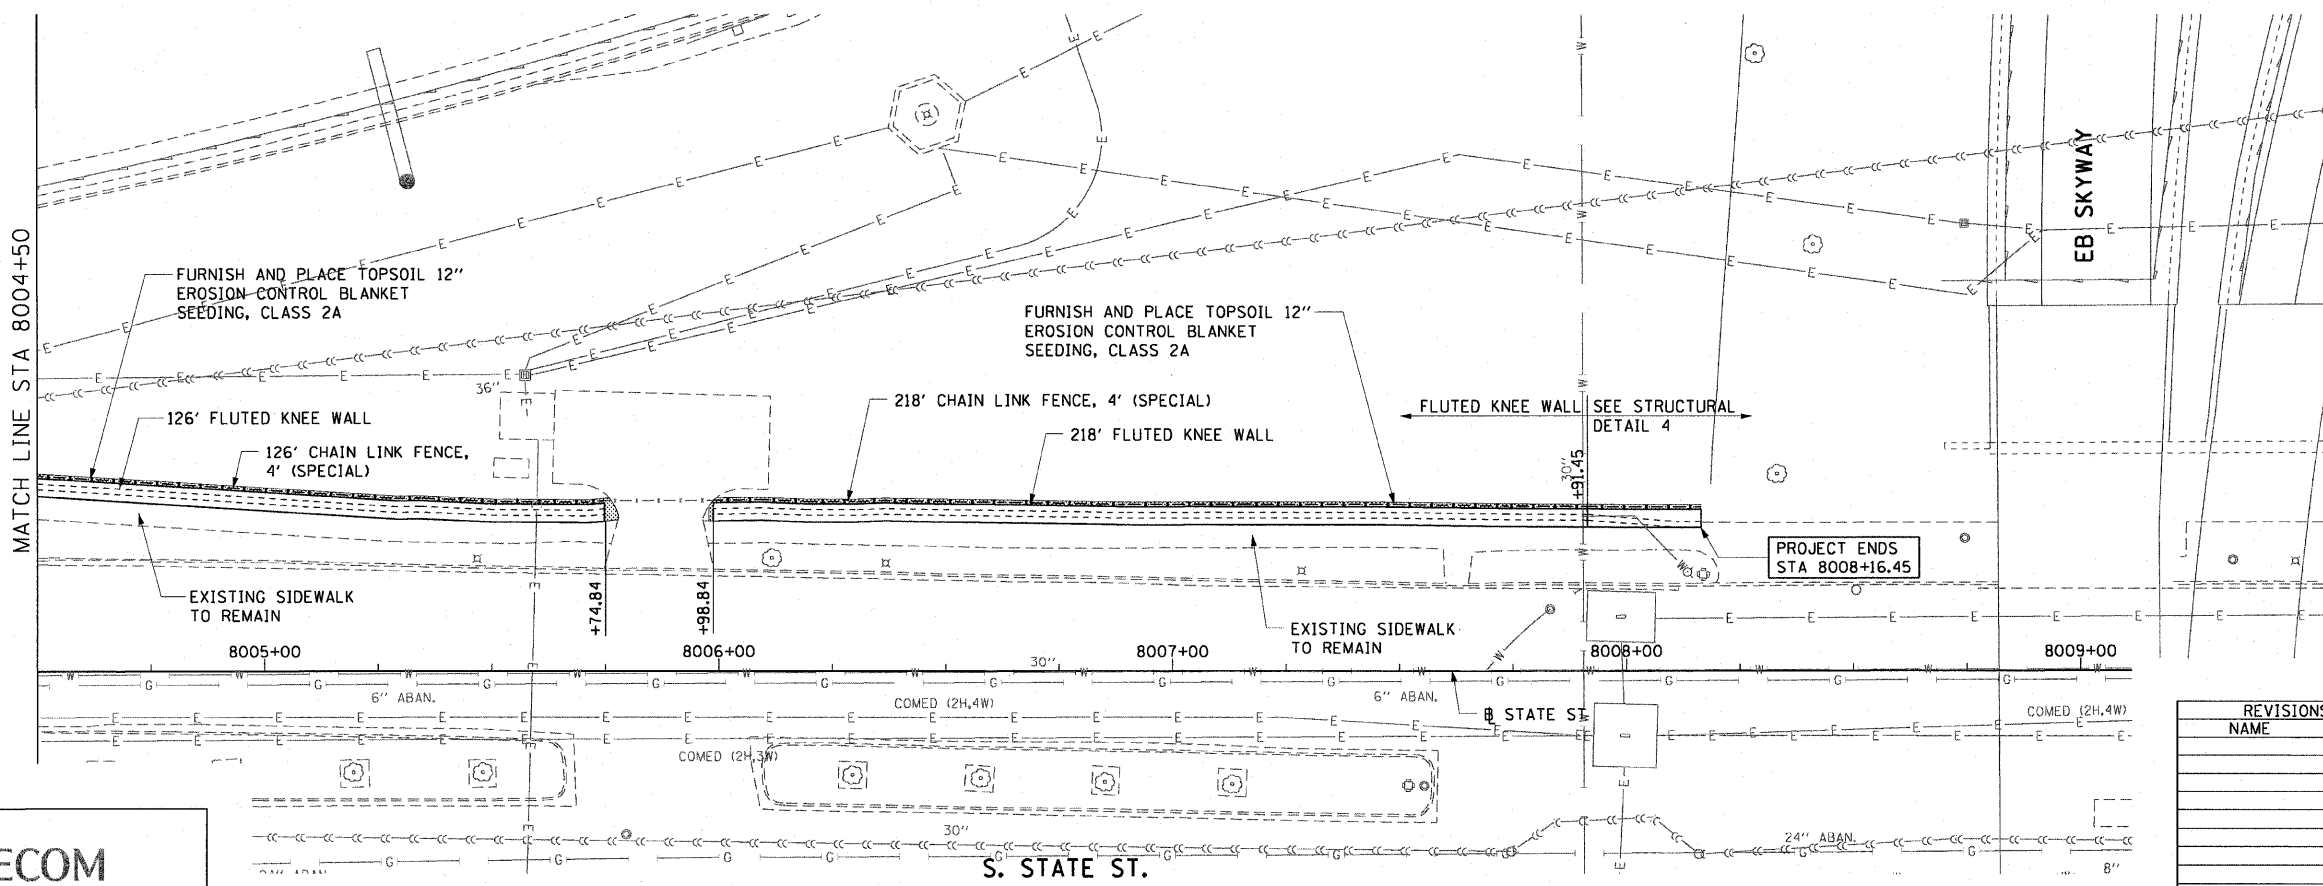 MATCH LINE STA 8004+50
FURNISH AND PLACE TOPSOIL 12"
EROSION CONTROL BLANKET
SEEDING, CLASS 2A
126' FLUTED KNEE WALL
126' CHAIN LINK FENCE,
4' (SPECIAL)
36"
EXISTING SIDEWALK
TO REMAIN
+74.84
+98.84
FURNISH AND PLACE TOPSOIL 12"
EROSION CONTROL BLANKET
SEEDING, CLASS 2A
218' CHAIN LINK FENCE, 4' (SPECIAL)
218' FLUTED KNEE WALL
FLUTED KNEE WALL SEE STRUCTURAL
DETAIL 4
30"
+91.45
EB SKYWAY
PROJECT ENDS
STA 8008+16.45
EXISTING SIDEWALK
TO REMAIN
8005+00
8006+00
30"
8007+00
8008+00
8009+00
6" ABAN.
COMED (2H,4W)
6" ABAN.
STATE ST
COMED (2H,4W)
COMED (2H,3W)
30"
24" ABAN.
8"
S. STATE ST.
ECOM
REVISIONS
NAME